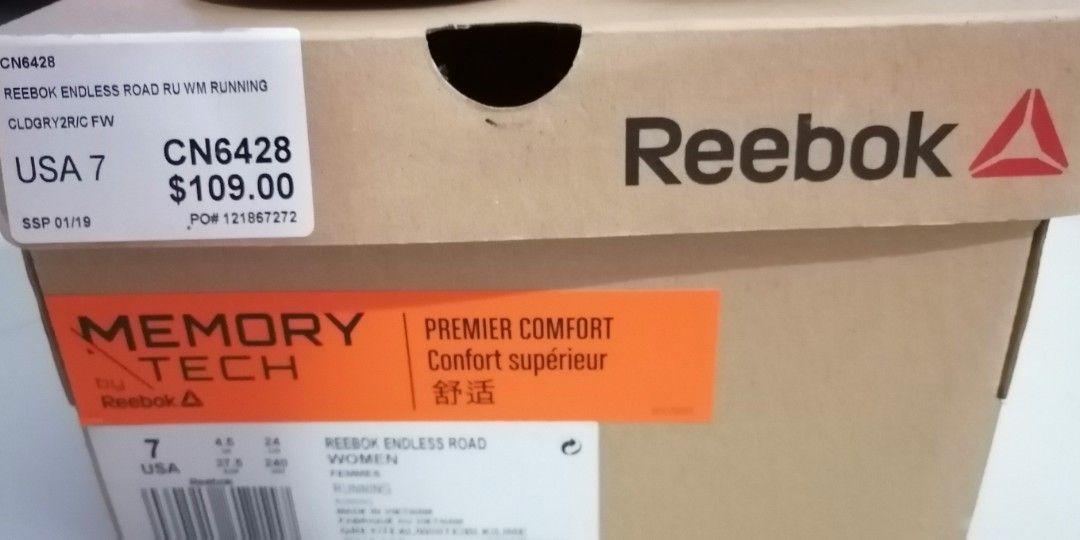 CN6428
REEBOK ENDLESS ROAD RU WM RUNNING
CLDGRY2R/C FW
USA 7
CN6428
$109.00
SSP 01/19
PO# 121867272
Reebok
MEMORY
TECH
by
Reebok
PREMIER COMFORT
Confort supérieur
舒适
7
USA
4.5
24
37.5
240
Reebok
REEBOK ENDLESS ROAD
WOMEN
FEMMES
RUNNING